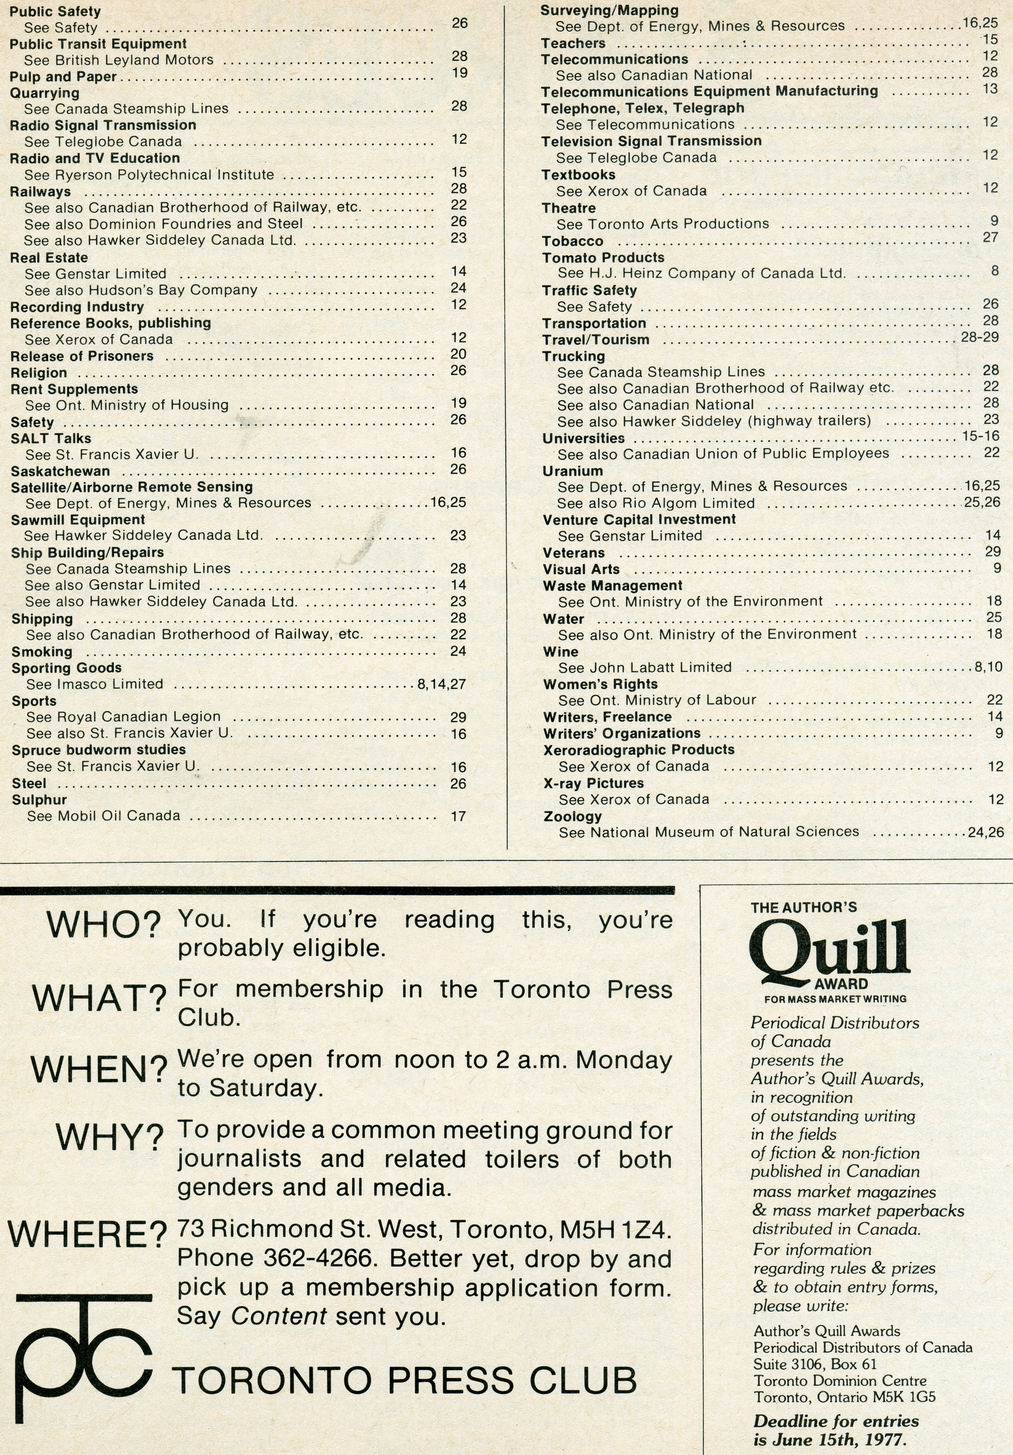 Public Safety
See Safety ........ 26
Public Transit Equipment
See British Leyland Motors ........ 28
Pulp and Paper ........ 19
Quarrying
See Canada Steamship Lines ........ 28
Radio Signal Transmission
See Teleglobe Canada ........ 12
Radio and TV Education
See Ryerson Polytechnical Institute ........ 15
Railways ........ 28
See also Canadian Brotherhood of Railway, etc. ........ 22
See also Dominion Foundries and Steel ........ 26
See also Hawker Siddeley Canada Ltd. ........ 23
Real Estate
See Genstar Limited ........ 14
See also Hudson's Bay Company ........ 24
Recording Industry ........ 12
Reference Books, publishing
See Xerox of Canada ........ 12
Release of Prisoners ........ 20
Religion ........ 26
Rent Supplements
See Ont. Ministry of Housing ........ 19
Safety ........ 26
SALT Talks
See St. Francis Xavier U. ........ 16
Saskatchewan ........ 26
Satellite/Airborne Remote Sensing
See Dept. of Energy, Mines & Resources ........ 16,25
Sawmill Equipment
See Hawker Siddeley Canada Ltd. ........ 23
Ship Building/Repairs
See Canada Steamship Lines ........ 28
See also Genstar Limited ........ 14
See also Hawker Siddeley Canada Ltd. ........ 23
Shipping ........ 28
See also Canadian Brotherhood of Railway, etc. ........ 22
Smoking ........ 24
Sporting Goods
See Imasco Limited ........ 8,14,27
Sports
See Royal Canadian Legion ........ 29
See also St. Francis Xavier U. ........ 16
Spruce budworm studies
See St. Francis Xavier U. ........ 16
Steel ........ 26
Sulphur
See Mobil Oil Canada ........ 17
Surveying/Mapping
See Dept. of Energy, Mines & Resources ........ 16,25
Teachers ........ 15
Telecommunications ........ 12
See also Canadian National ........ 28
Telecommunications Equipment Manufacturing ........ 13
Telephone, Telex, Telegraph
See Telecommunications ........ 12
Television Signal Transmission
See Teleglobe Canada ........ 12
Textbooks
See Xerox of Canada ........ 12
Theatre
See Toronto Arts Productions ........ 9
Tobacco ........ 27
Tomato Products
See H.J. Heinz Company of Canada Ltd. ........ 8
Traffic Safety
See Safety ........ 26
Transportation ........ 28
Travel/Tourism ........ 28-29
Trucking
See Canada Steamship Lines ........ 28
See also Canadian Brotherhood of Railway etc. ........ 22
See also Canadian National ........ 28
See also Hawker Siddeley (highway trailers) ........ 23
Universities ........ 15-16
See also Canadian Union of Public Employees ........ 22
Uranium
See Dept. of Energy, Mines & Resources ........ 16,25
See also Rio Algom Limited ........ 25,26
Venture Capital Investment
See Genstar Limited ........ 14
Veterans ........ 29
Visual Arts ........ 9
Waste Management
See Ont. Ministry of the Environment ........ 18
Water ........ 25
See also Ont. Ministry of the Environment ........ 18
Wine
See John Labatt Limited ........ 8,10
Women's Rights
See Ont. Ministry of Labour ........ 22
Writers, Freelance ........ 14
Writers' Organizations ........ 9
Xeroradiographic Products
See Xerox of Canada ........ 12
X-ray Pictures
See Xerox of Canada ........ 12
Zoology
See National Museum of Natural Sciences ........ 24,26
WHO? You. If you're reading this, you're
probably eligible.
WHAT? For membership in the Toronto Press
Club.
WHEN? We're open from noon to 2 a.m. Monday
to Saturday.
WHY? To provide a common meeting ground for
journalists and related toilers of both
genders and all media.
WHERE? 73 Richmond St. West, Toronto, M5H 1Z4.
Phone 362-4266. Better yet, drop by and
pick up a membership application form.
Say Content sent you.
ptc
TORONTO PRESS CLUB
THE AUTHOR'S
Quill
AWARD
FOR MASS MARKET WRITING
Periodical Distributors
of Canada
presents the
Author's Quill Awards,
in recognition
of outstanding writing
in the fields
of fiction & non-fiction
published in Canadian
mass market magazines
& mass market paperbacks
distributed in Canada.
For information
regarding rules & prizes
& to obtain entry forms,
please write:
Author's Quill Awards
Periodical Distributors of Canada
Suite 3106, Box 61
Toronto Dominion Centre
Toronto, Ontario M5K 1G5
Deadline for entries
is June 15th, 1977.